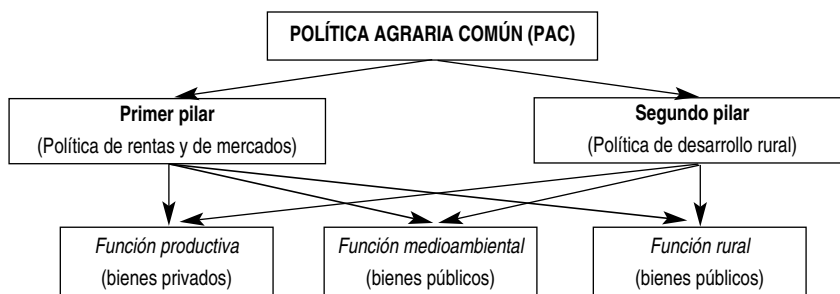 POLÍTICA AGRARIA COMÚN (PAC)
Primer pilar
(Política de rentas y de mercados)
Segundo pilar
(Política de desarrollo rural)
Función productiva
(bienes privados)
Función medioambiental
(bienes públicos)
Función rural
(bienes públicos)